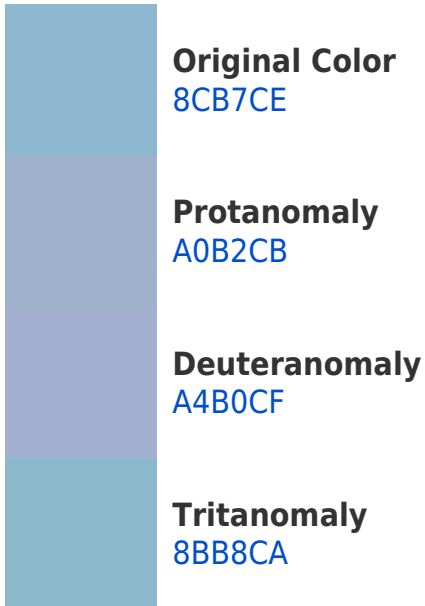 Original Color
8CB7CE
Protanomaly
A0B2CB
Deuteranomaly
A4B0CF
Tritanomaly
8BB8CA